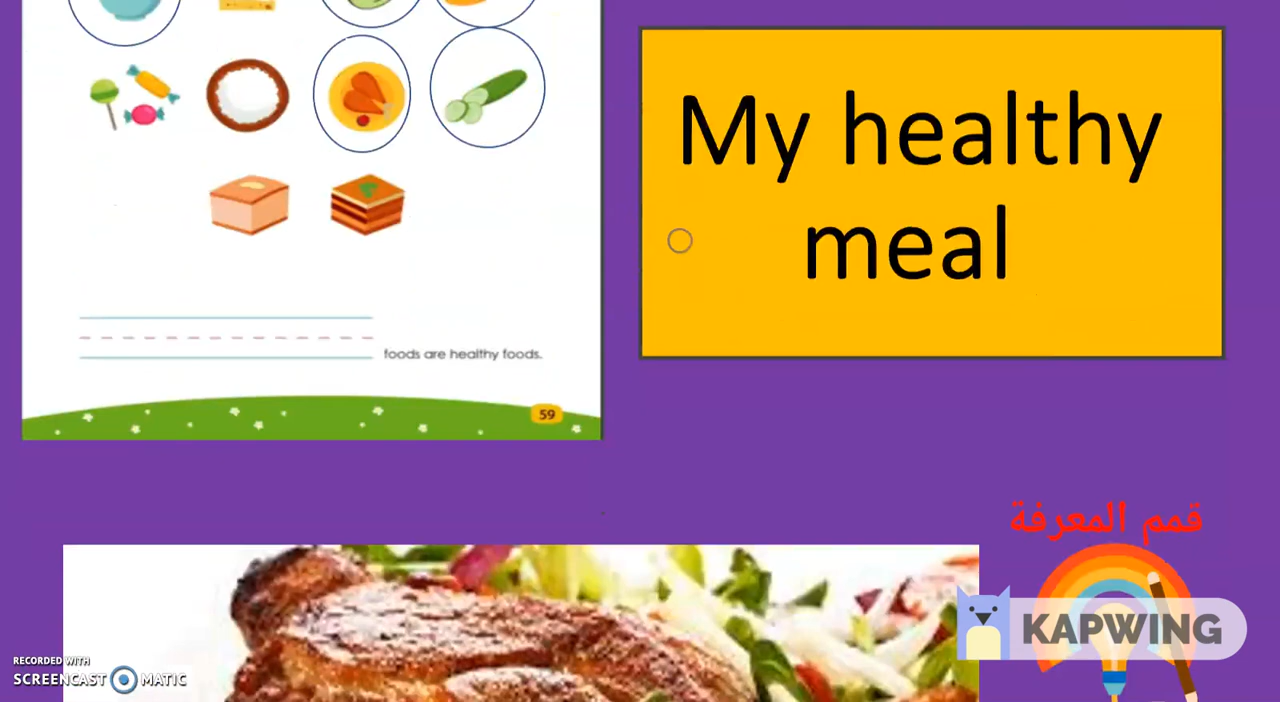 My healthy
meal
foods are healthy foods.
59
قمم المعرفة
KAPWING
RECORDED WITH
SCREENCAST MATIC